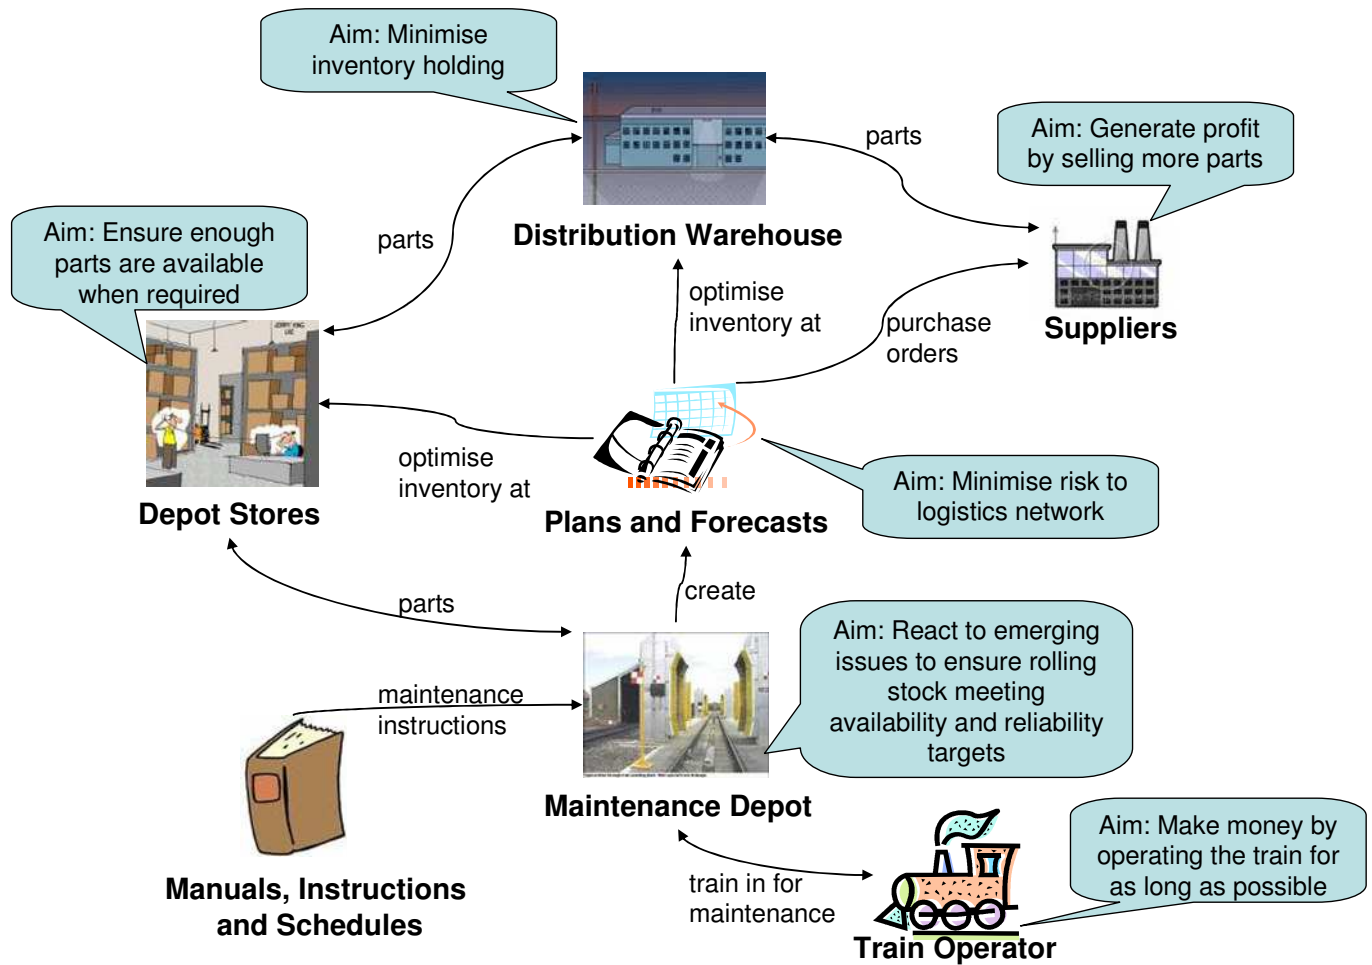 Aim: Minimise
inventory holding
Aim: Generate profit
by selling more parts
parts
Aim: Ensure enough
parts are available
when required
parts
Distribution Warehouse
optimise
inventory at
purchase
orders
Suppliers
optimise
inventory at
Aim: Minimise risk to
logistics network
Depot Stores
Plans and Forecasts
create
parts
Aim: React to emerging
issues to ensure rolling
stock meeting
availability and reliability
targets
maintenance
instructions
Maintenance Depot
Aim: Make money by
operating the train for
as long as possible
train in for
maintenance
Manuals, Instructions
and Schedules
Train Operator